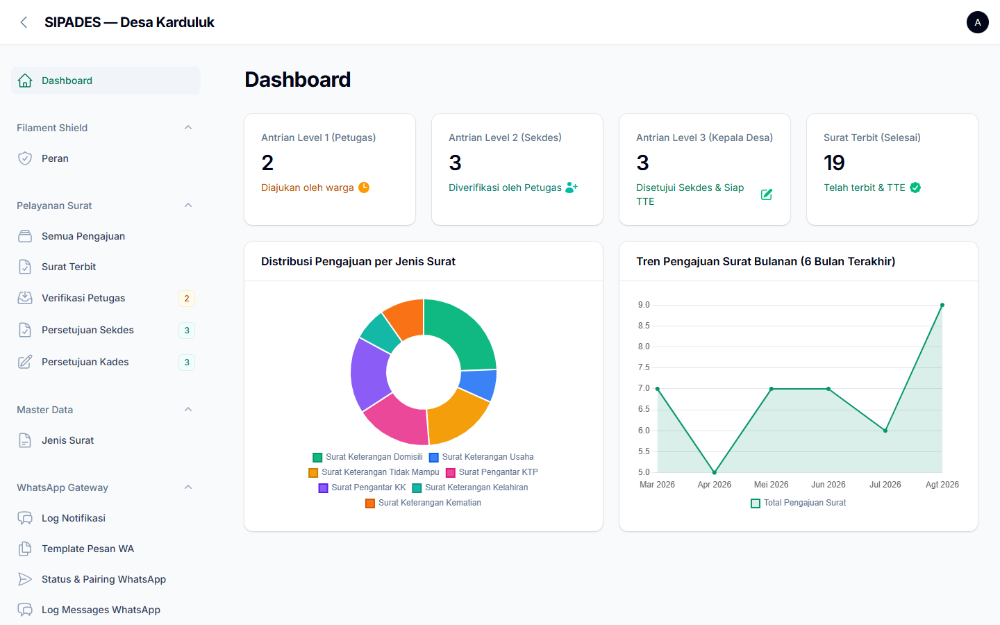 SIPADES — Desa Karduluk
A
Dashboard
Filament Shield
Peran
Pelayanan Surat
Semua Pengajuan
Surat Terbit
Verifikasi Petugas 2
Persetujuan Sekdes 3
Persetujuan Kades 3
Master Data
Jenis Surat
WhatsApp Gateway
Log Notifikasi
Template Pesan WA
Status & Pairing WhatsApp
Log Messages WhatsApp
Dashboard
Antrian Level 1 (Petugas)
2
Diajukan oleh warga
Antrian Level 2 (Sekdes)
3
Diverifikasi oleh Petugas
Antrian Level 3 (Kepala Desa)
3
Disetujui Sekdes & Siap
TTE
Surat Terbit (Selesai)
19
Telah terbit & TTE
Distribusi Pengajuan per Jenis Surat
Surat Keterangan Domisili Surat Keterangan Usaha
Surat Keterangan Tidak Mampu Surat Pengantar KTP
Surat Pengantar KK Surat Keterangan Kelahiran
Surat Keterangan Kematian
Tren Pengajuan Surat Bulanan (6 Bulan Terakhir)
9.0
8.5
8.0
7.5
7.0
6.5
6.0
5.5
5.0
Mar 2026 Apr 2026 Mei 2026 Jun 2026 Jul 2026 Agt 2026
Total Pengajuan Surat